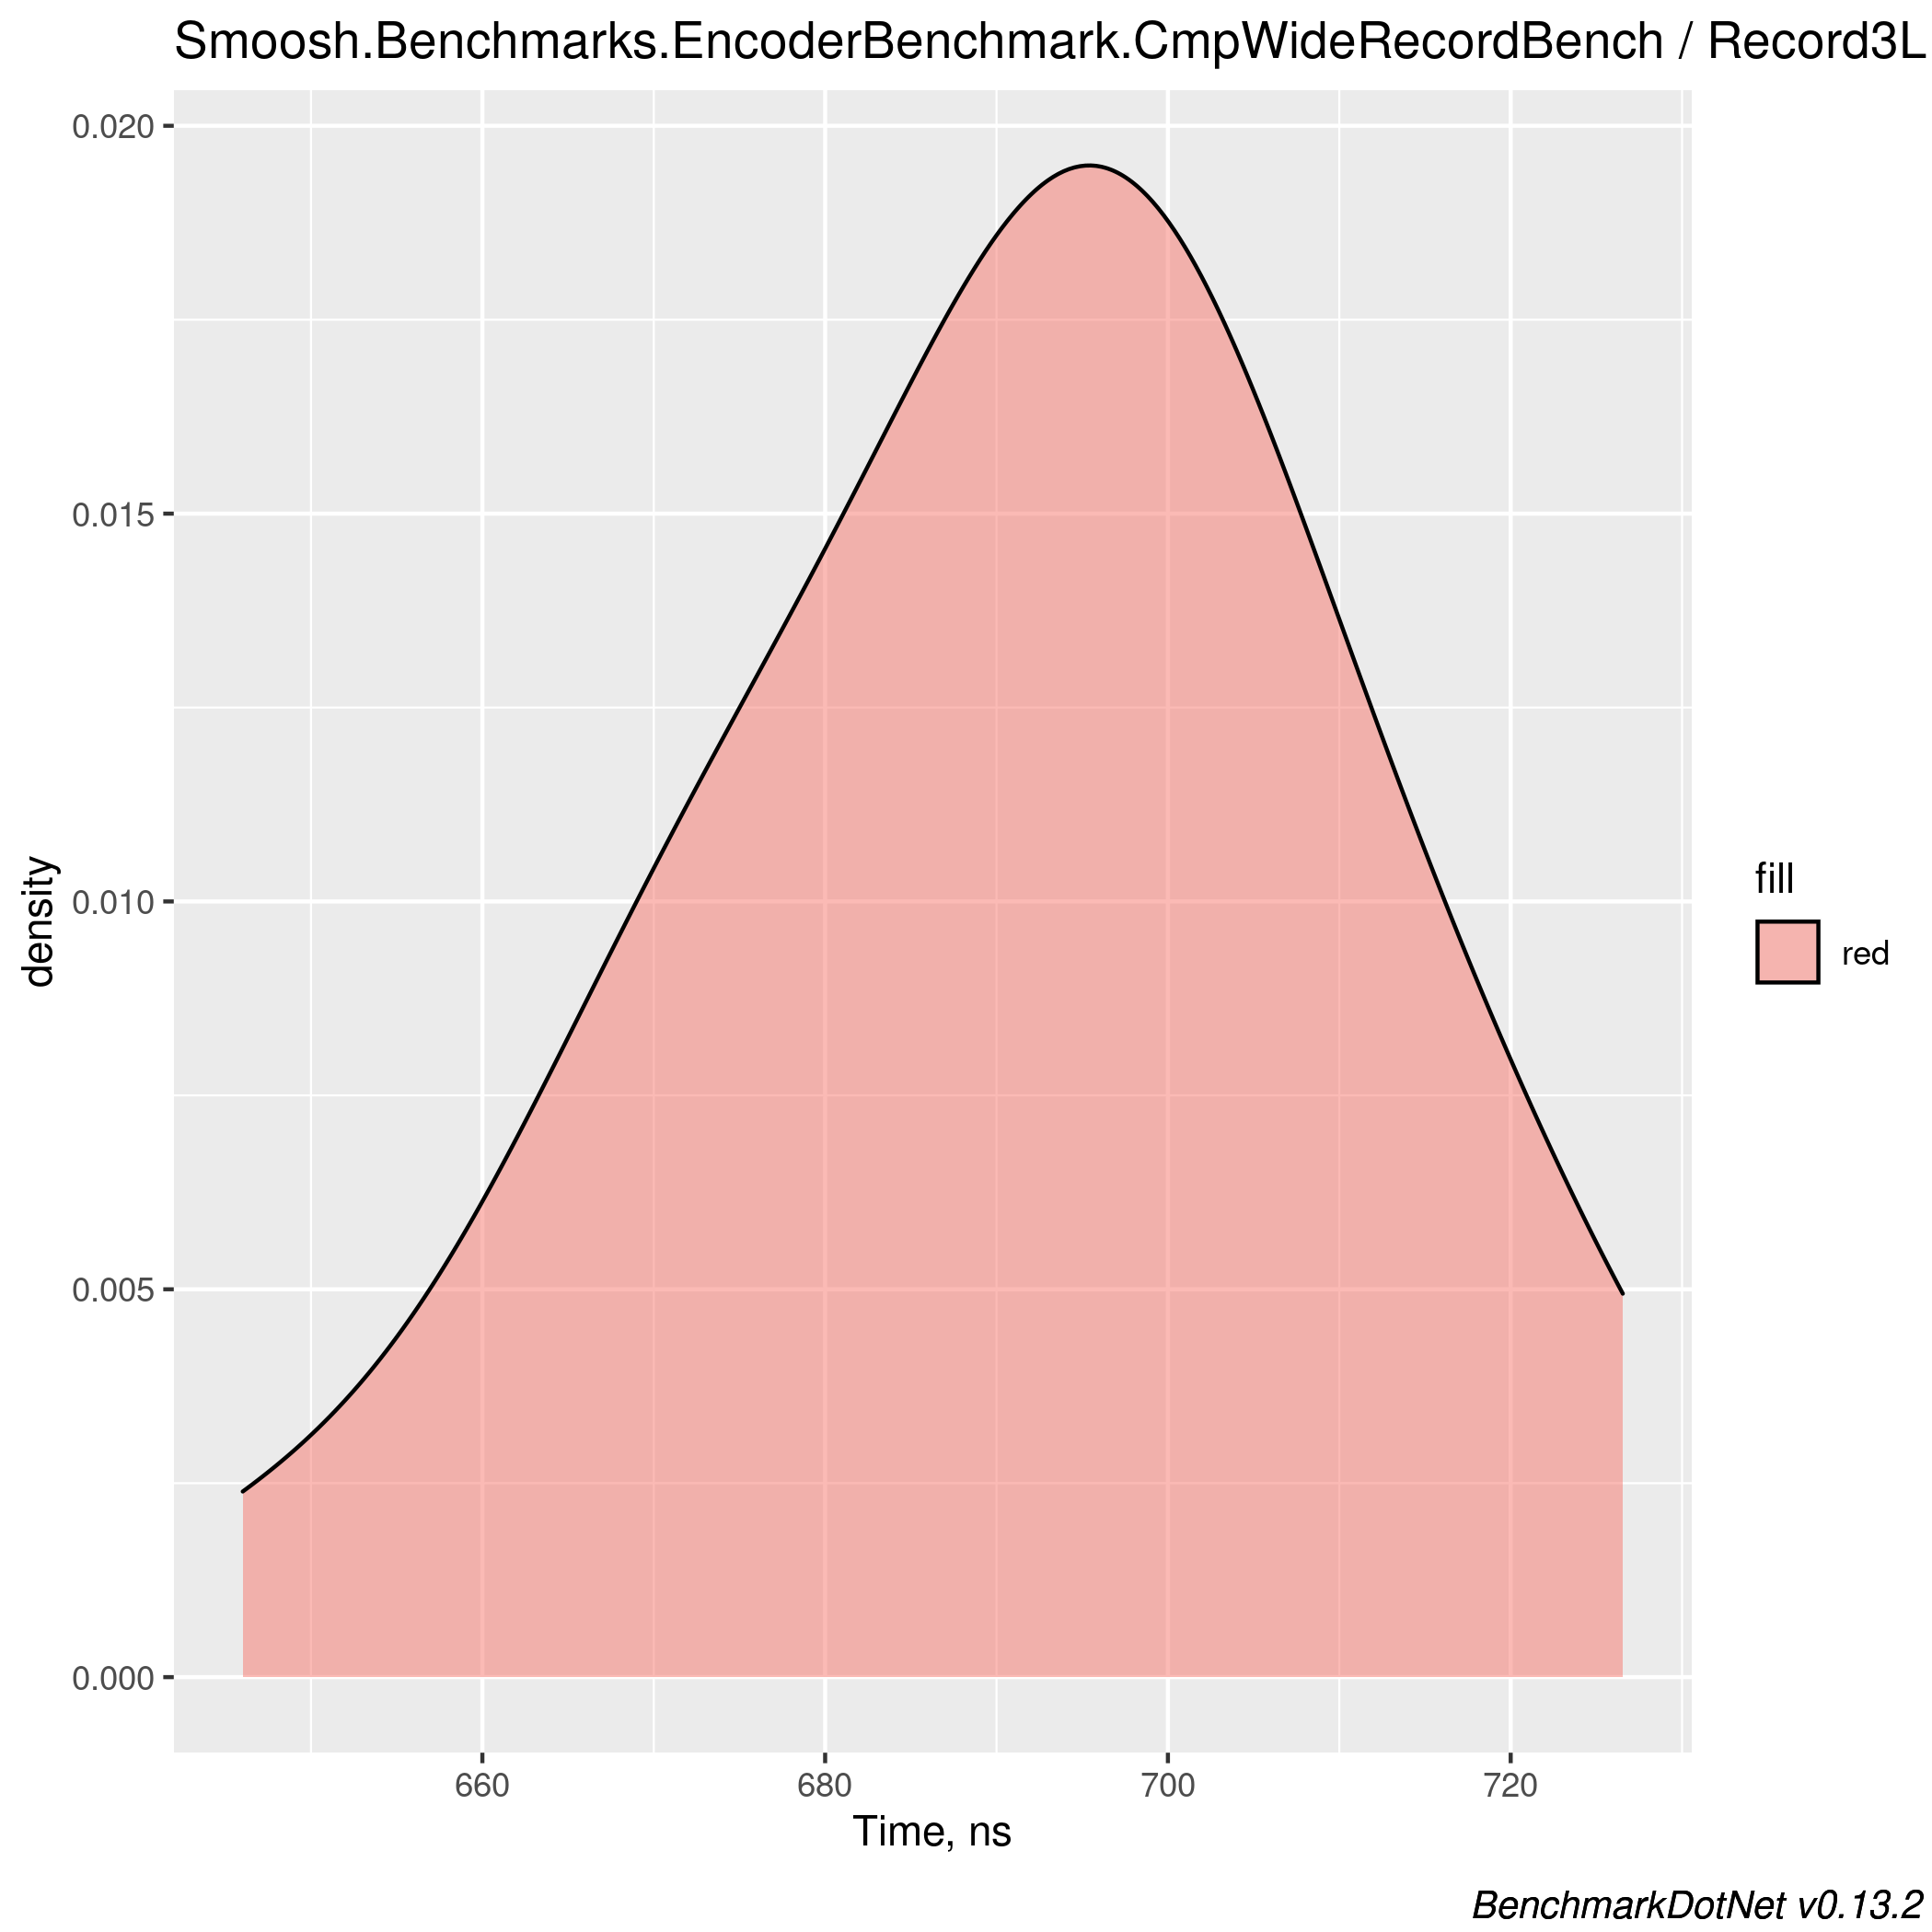 Smoosh.Benchmarks.EncoderBenchmark.CmpWideRecordBench / Record3L
0.020
0.015
0.010
0.005
0.000
density
660 680 700 720
Time, ns
fill
red
BenchmarkDotNet v0.13.2